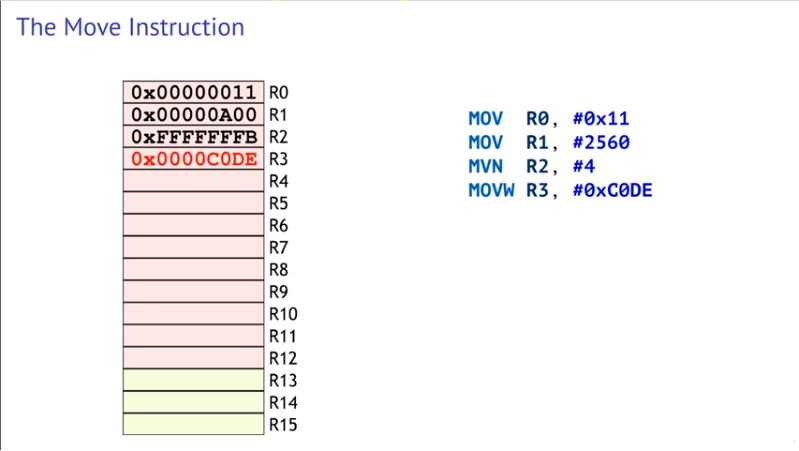 The Move Instruction
0x00000011 R0
0x00000A00 R1
0xFFFFFFFB R2
0x0000C0DE R3
R4
R5
R6
R7
R8
R9
R10
R11
R12
R13
R14
R15
MOV R0, #0x11
MOV R1, #2560
MVN R2, #4
MOVW R3, #0xC0DE